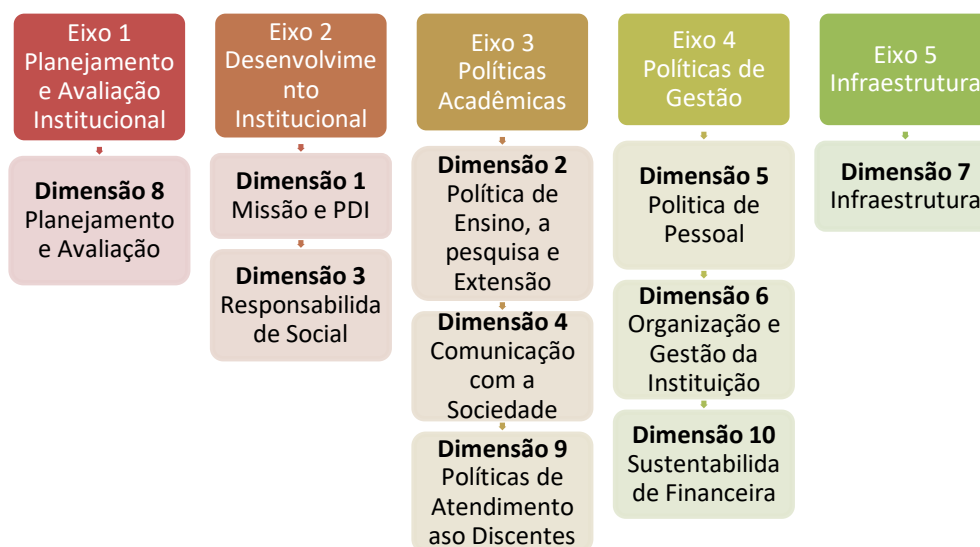 Eixo 1
Planejamento
e Avaliação
Institucional
Dimensão 8
Planejamento
e Avaliação
Eixo 2
Desenvolvime
nto
Institucional
Dimensão 1
Missão e PDI
Dimensão 3
Responsabilida
de Social
Eixo 3
Políticas
Acadêmicas
Dimensão 2
Política de
Ensino, a
pesquisa e
Extensão
Dimensão 4
Comunicação
com a
Sociedade
Dimensão 9
Políticas de
Atendimento
aso Discentes
Eixo 4
Políticas de
Gestão
Dimensão 5
Politica de
Pessoal
Dimensão 6
Organização e
Gestão da
Instituição
Dimensão 10
Sustentabilida
de Financeira
Eixo 5
Infraestrutura
Dimensão 7
Infraestrutura